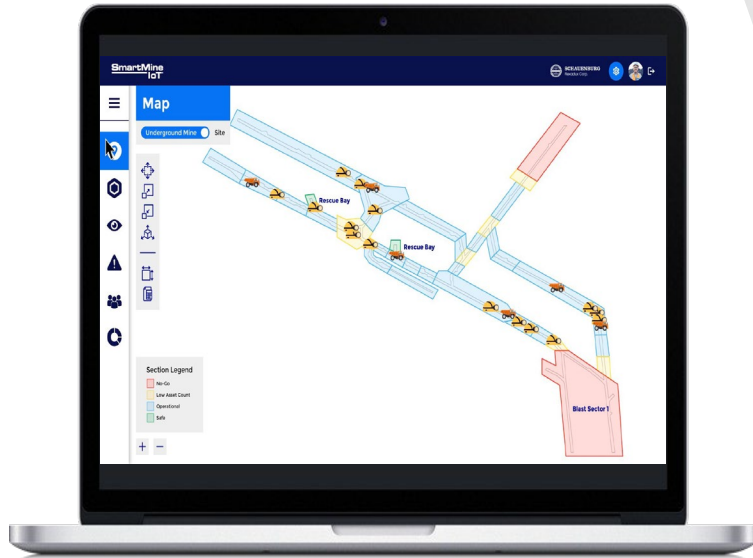 SmartMine
IoT
SCHAUENBURG
Map
Underground Mine
Site
Rescue Bay
Rescue Bay
Section Legend
No-Go
Low Asset Count
Operational
Safe
Blast Sector 1
+ −